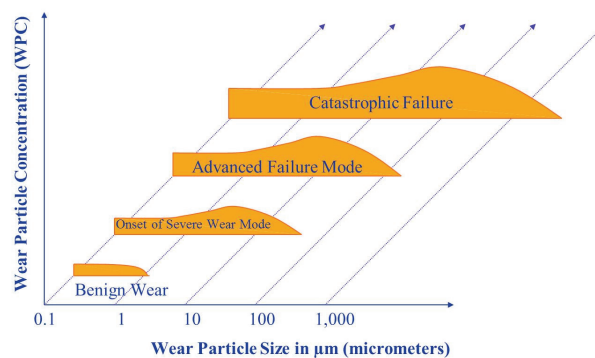 Wear Particle Concentration (WPC)
Catastrophic Failure
Advanced Failure Mode
Onset of Severe Wear Mode
Benign Wear
0.1 1 10 100 1,000
Wear Particle Size in µm (micrometers)